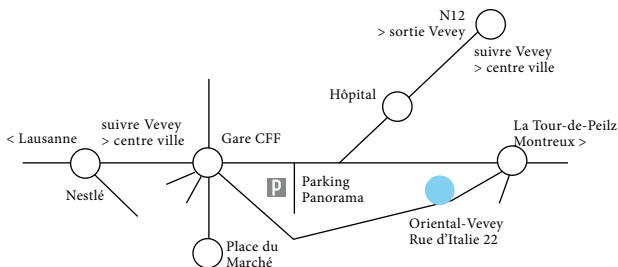 N12
> sortie Vevey
suivre Vevey
> centre ville
Hôpital
< Lausanne
suivre Vevey
> centre ville
Gare CFF
La Tour-de-Peilz
Montreux >
Nestlé
P
Parking
Panorama
Oriental-Vevey
Rue d'Italie 22
Place du
Marché